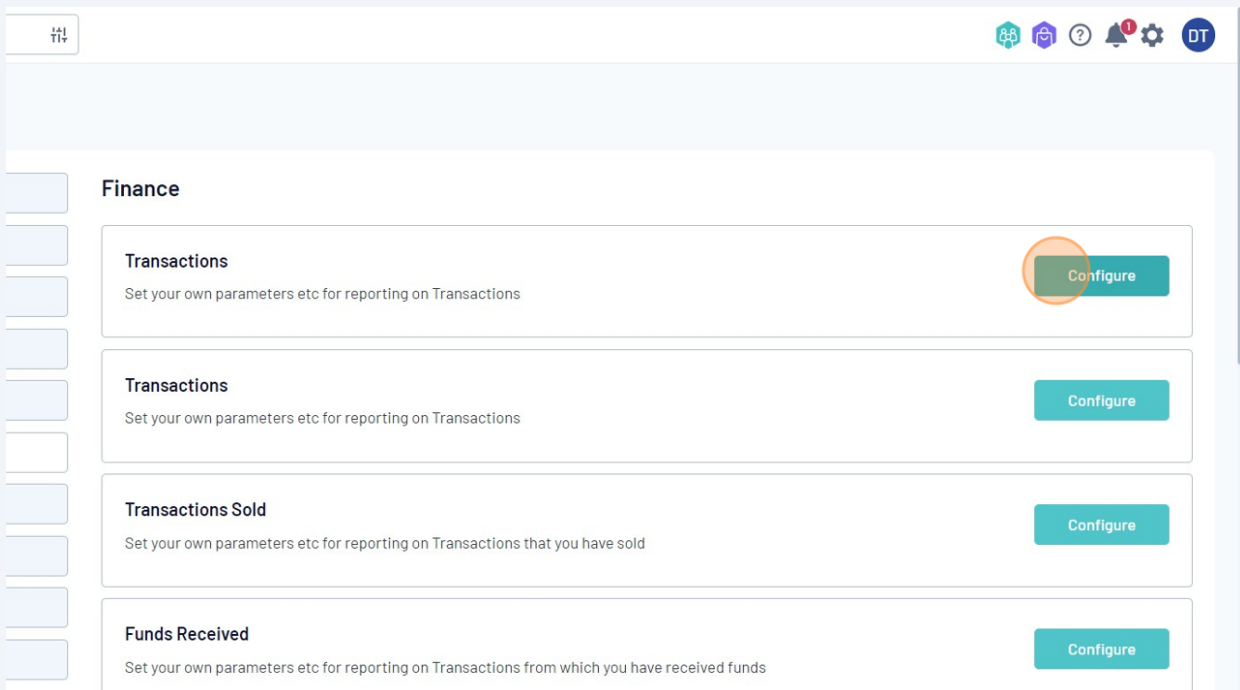 1
DT
Finance
Transactions
Set your own parameters etc for reporting on Transactions
Configure
Transactions
Set your own parameters etc for reporting on Transactions
Configure
Transactions Sold
Set your own parameters etc for reporting on Transactions that you have sold
Configure
Funds Received
Set your own parameters etc for reporting on Transactions from which you have received funds
Configure